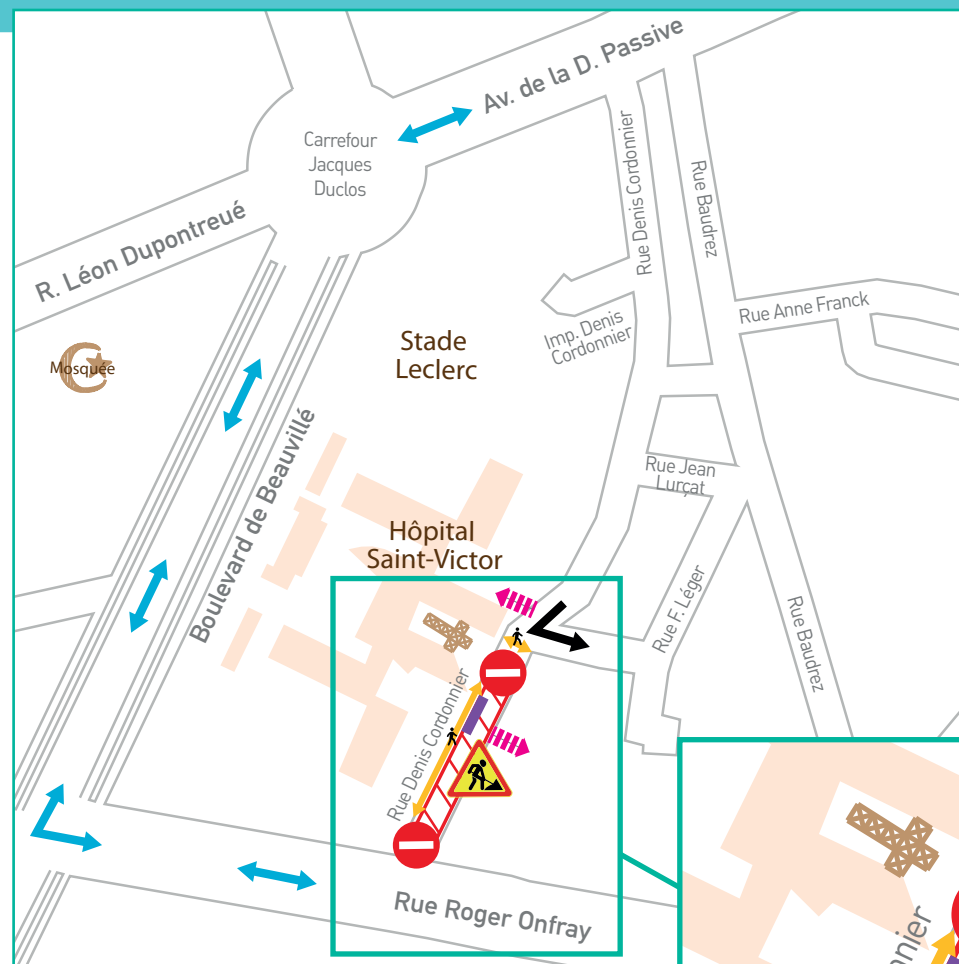 Av. de la D. Passive
Carrefour
Jacques
Duclos
R. Léon Dupontreué
Rue Denis Cordonnier
Rue Baudrez
Rue Anne Franck
Imp. Denis
Cordonnier
Mosquée
Stade
Leclerc
Boulevard de Beauvillé
Rue Jean
Lurçat
Hôpital
Saint-Victor
Rue F. Léger
Rue Baudrez
Rue Denis Cordonnier
Rue Roger Onfray
nier